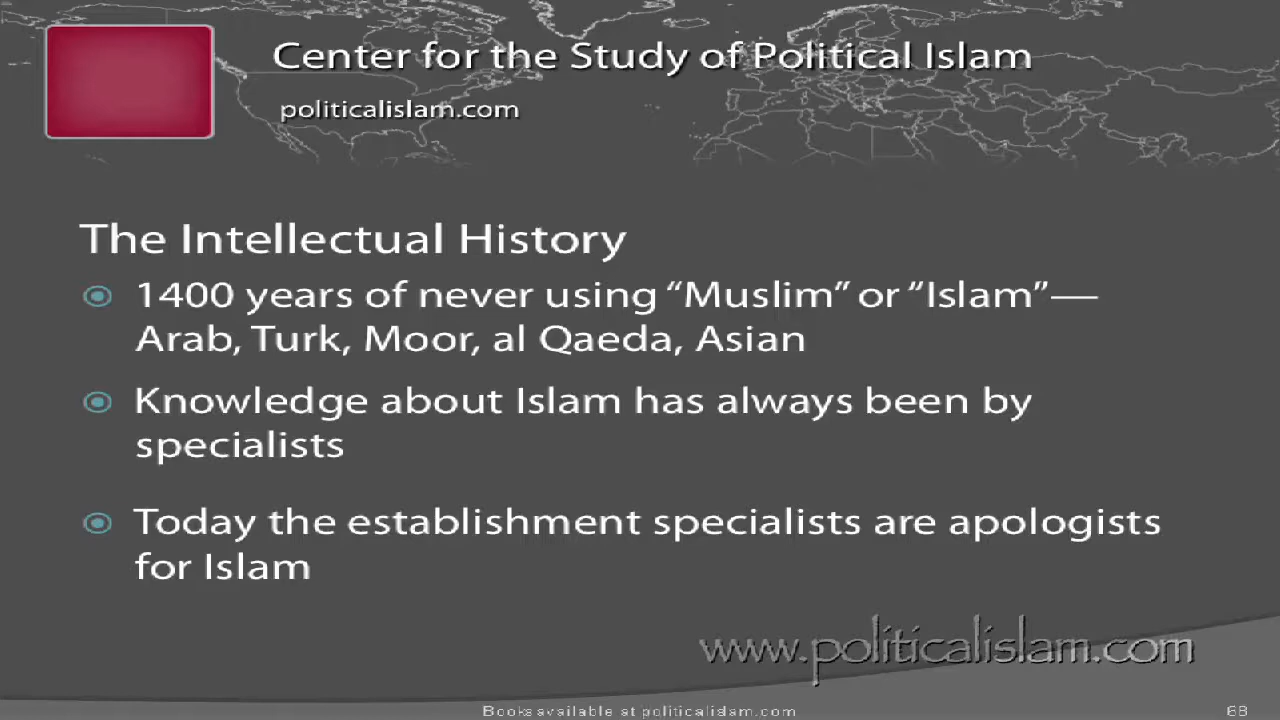 Center for the Study of Political Islam
politicalislam.com
The Intellectual History
1400 years of never using “Muslim” or “Islam”—
Arab, Turk, Moor, al Qaeda, Asian
Knowledge about Islam has always been by
specialists
Today the establishment specialists are apologists
for Islam
www.politicalislam.com
Books available at politicalislam.com
68